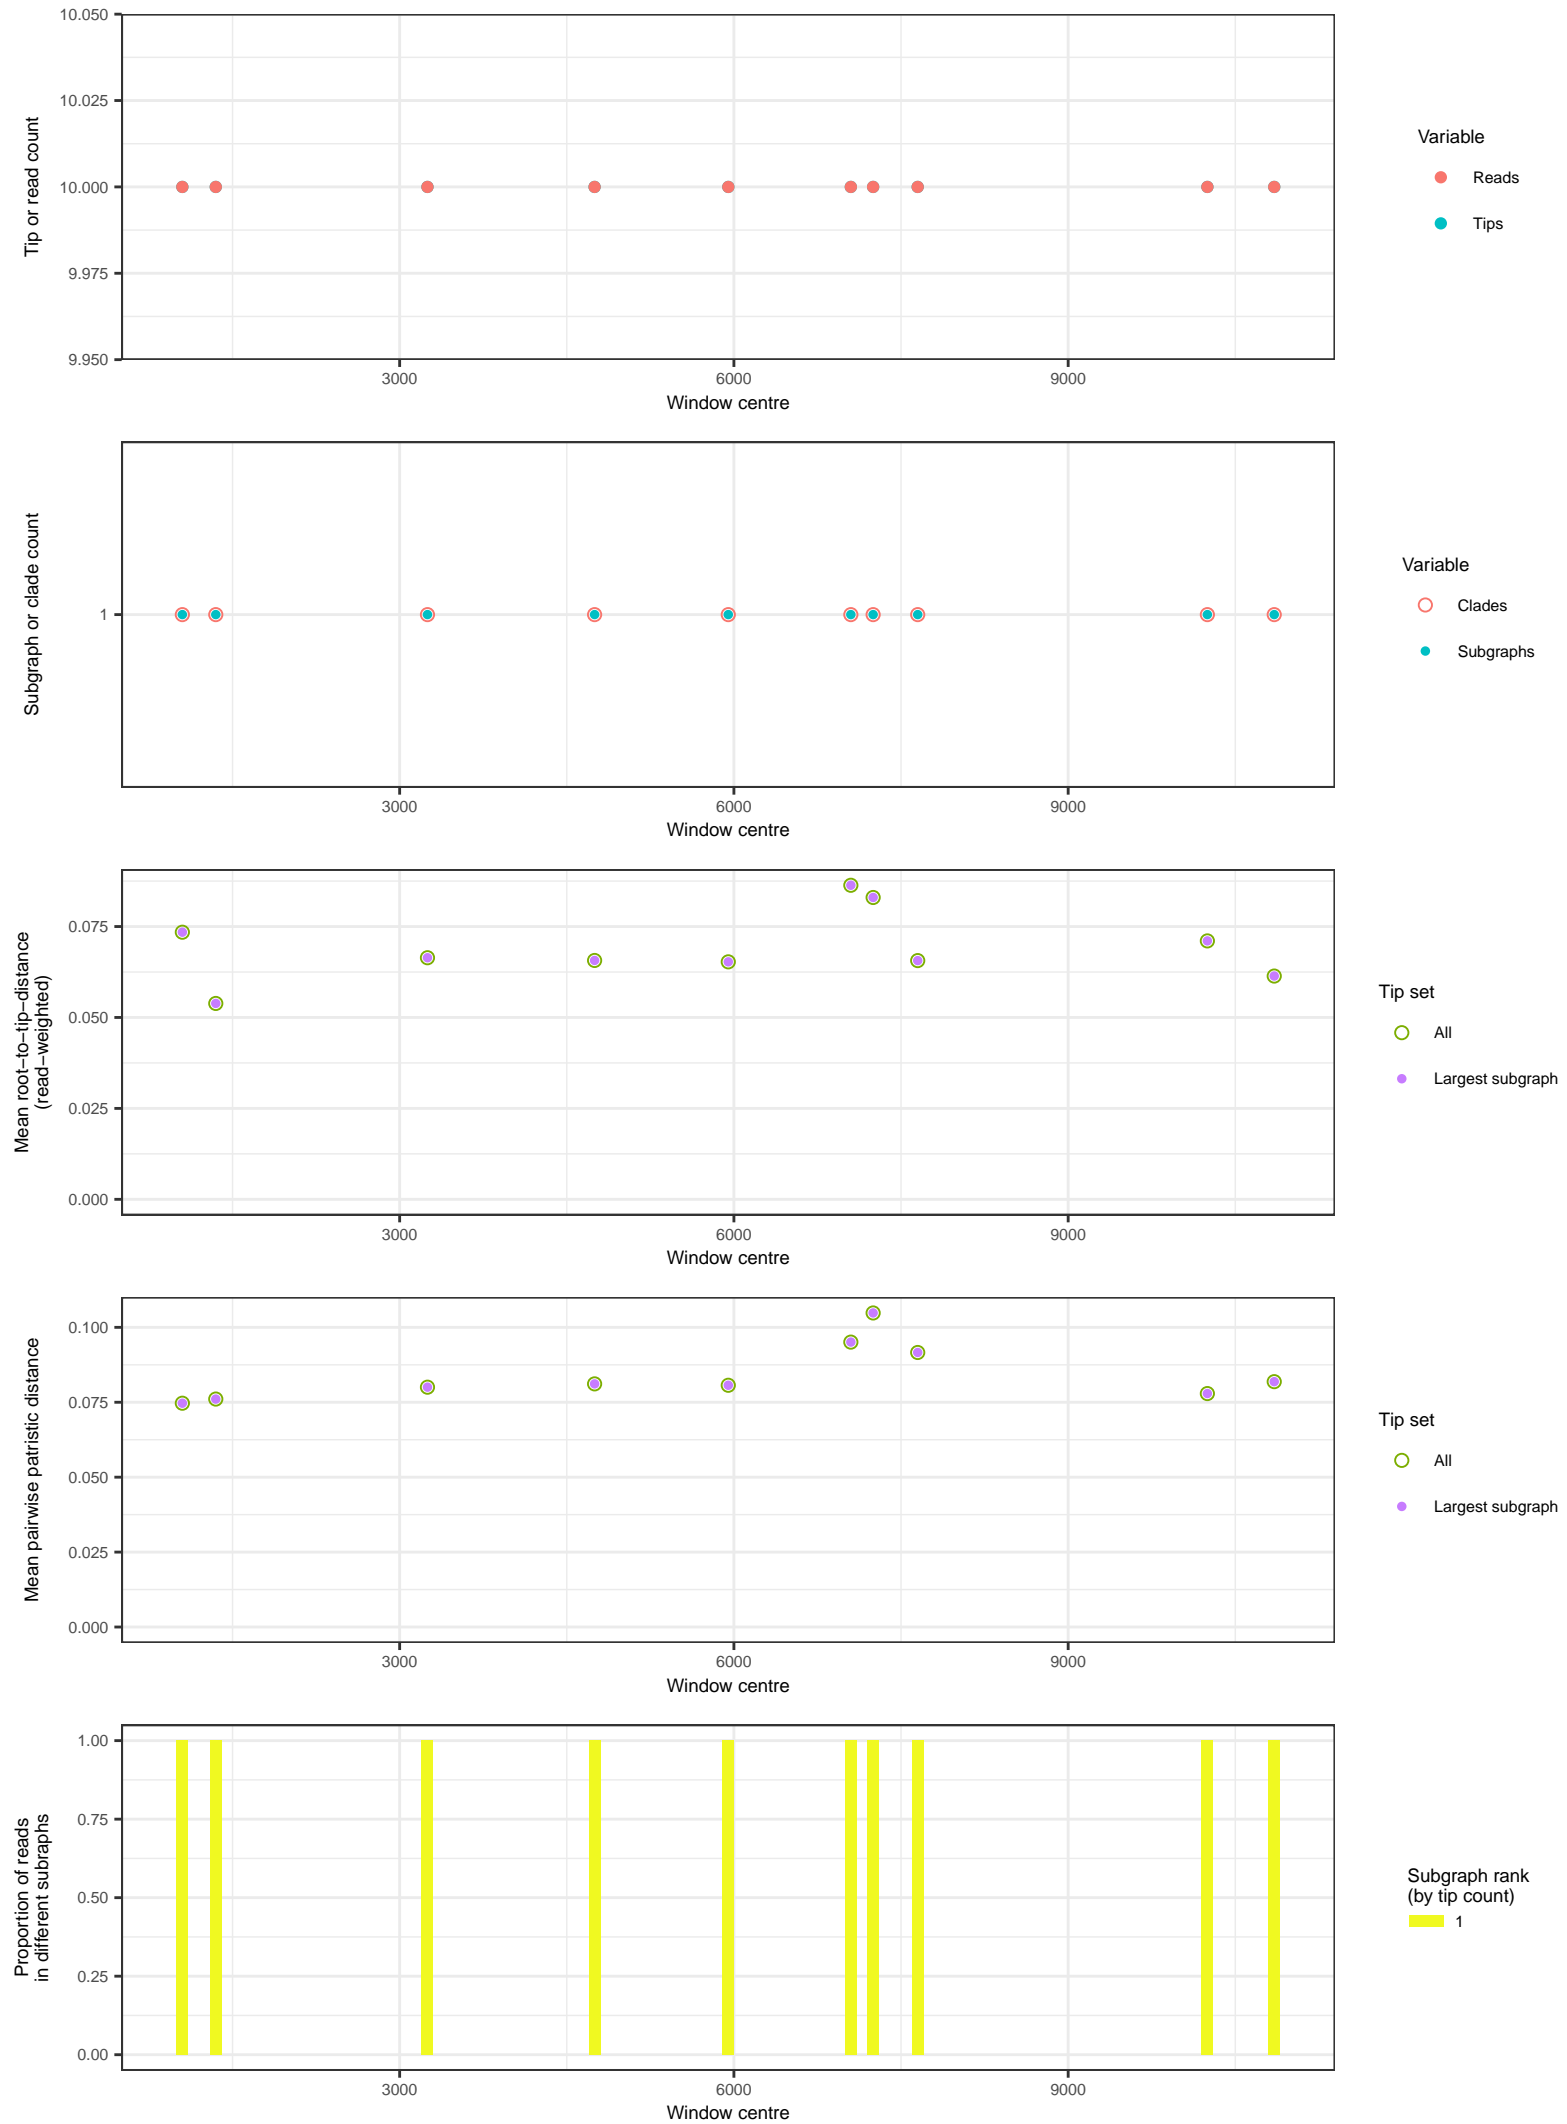 10.050
10.025
10.000
9.975
9.950
Tip or read count
3000
6000
9000
Window centre
Variable
Reads
Tips
1
Subgraph or clade count
3000
6000
9000
Window centre
Variable
Clades
Subgraphs
0.075
0.050
0.025
0.000
Mean root−to−tip−distance
(read−weighted)
3000
6000
9000
Window centre
Tip set
All
Largest subgraph
0.100
0.075
0.050
0.025
0.000
Mean pairwise patristic distance
3000
6000
9000
Window centre
Tip set
All
Largest subgraph
1.00
0.75
0.50
0.25
0.00
Proportion of reads
in different subraphs
3000
6000
9000
Window centre
Subgraph rank
(by tip count)
1